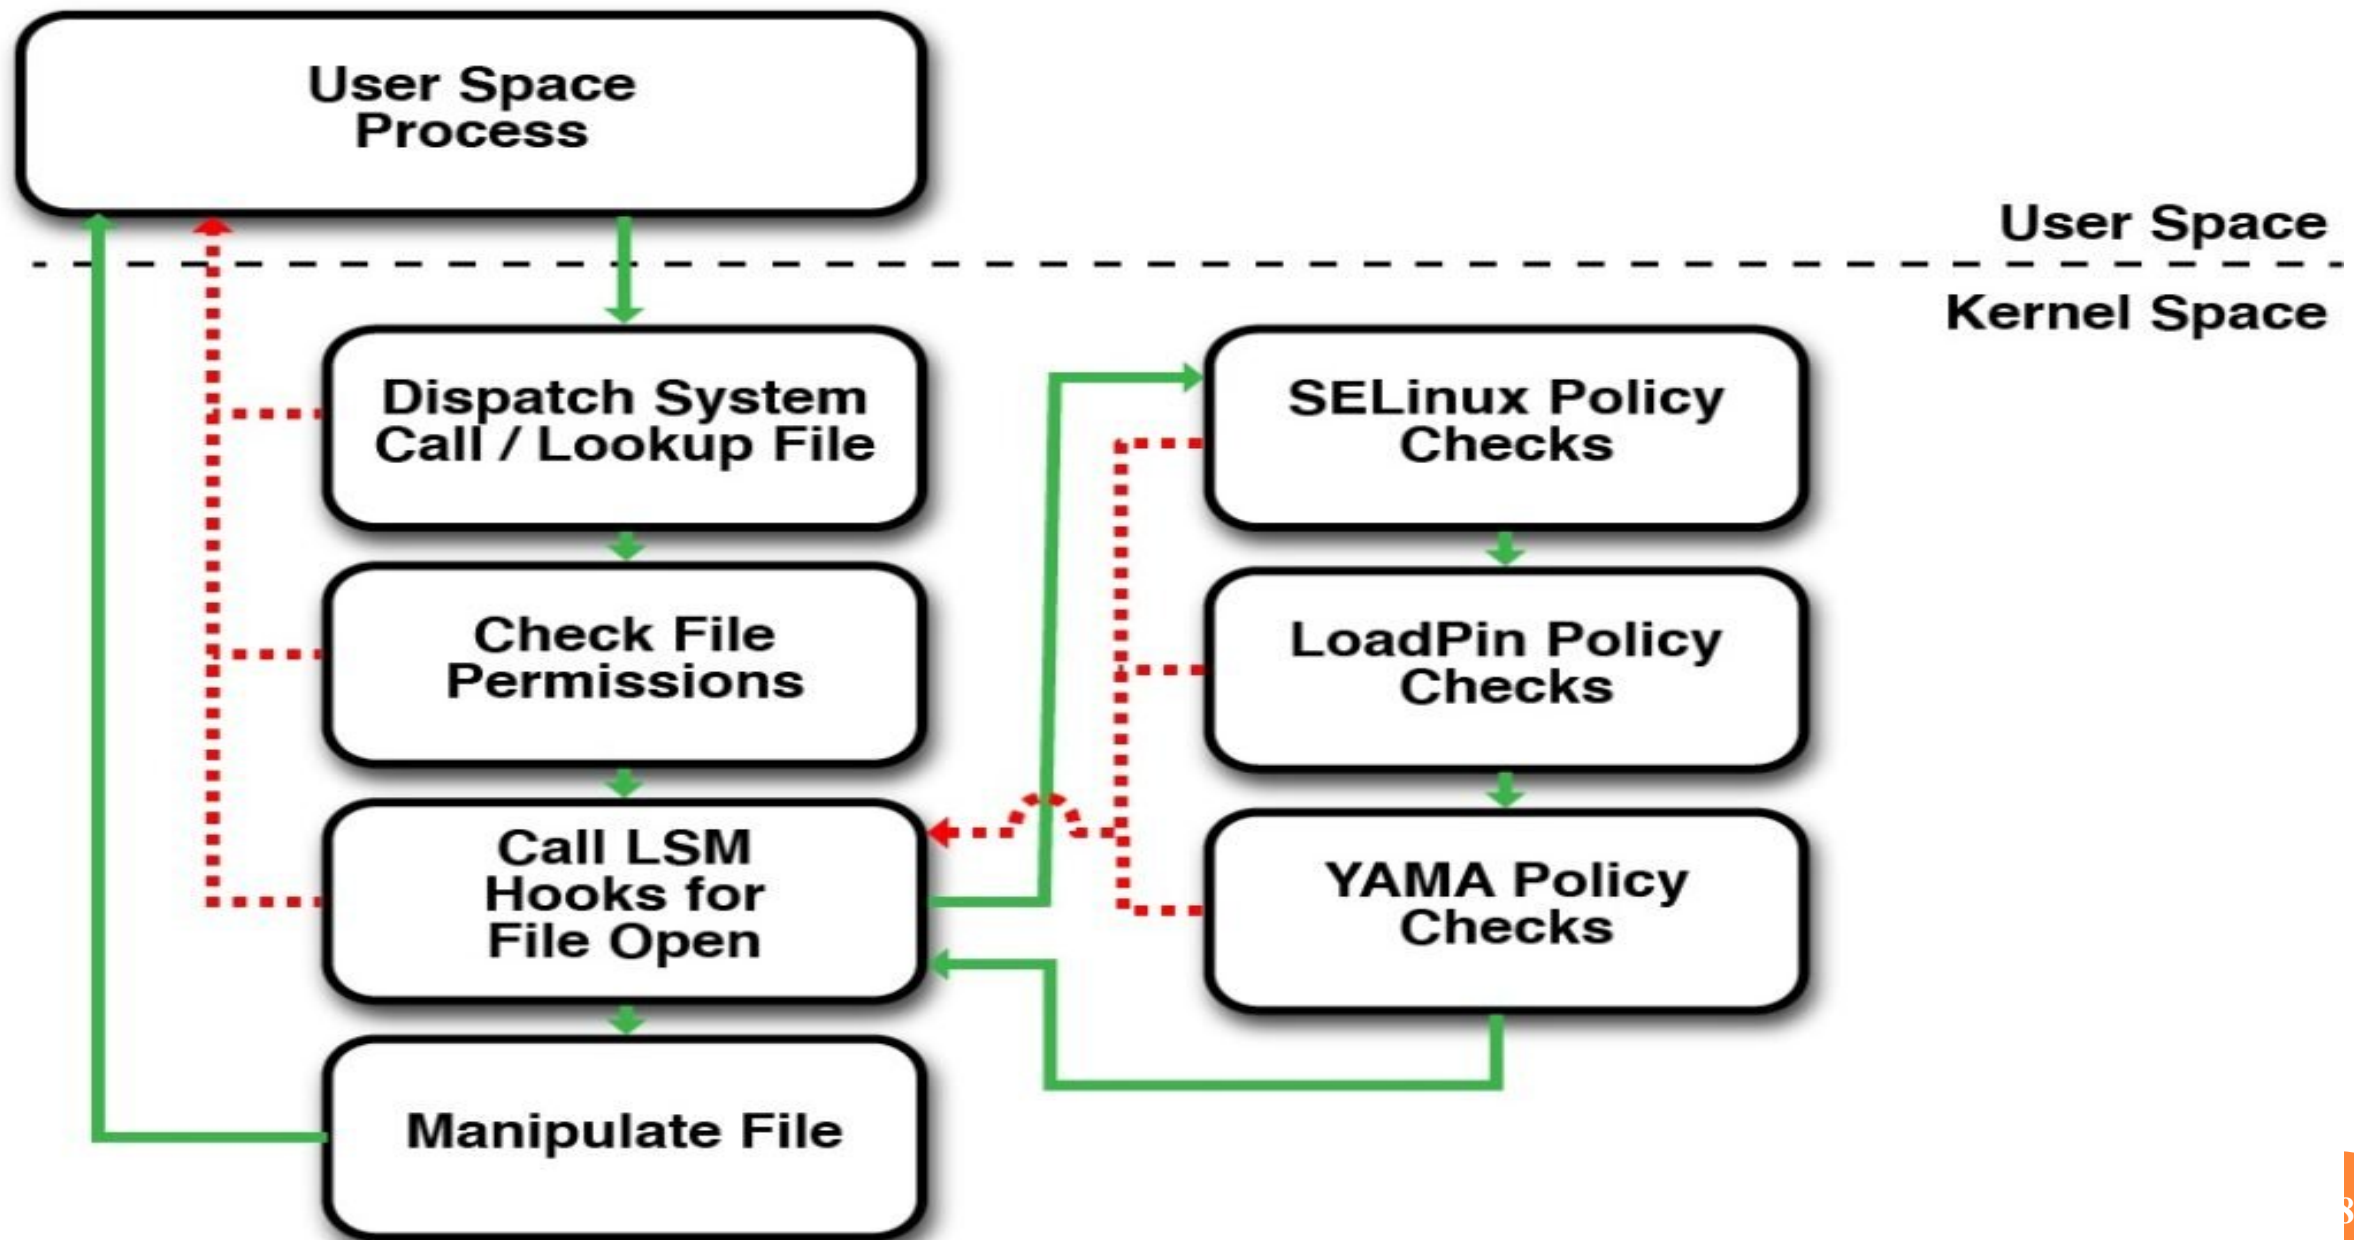 User Space
Process
User Space
Kernel Space
Dispatch System
Call / Lookup File
SELinux Policy
Checks
Check File
Permissions
LoadPin Policy
Checks
Call LSM
Hooks for
File Open
YAMA Policy
Checks
Manipulate File